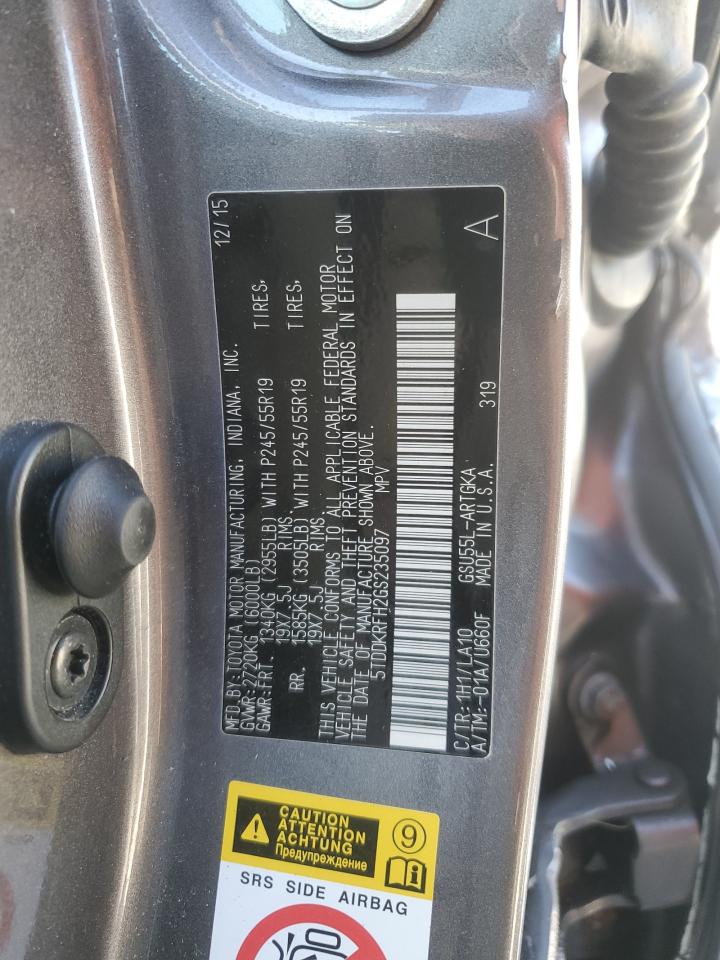 MFD.BY:TOYOTA MOTOR MANUFACTURING, INDIANA, INC. 12/15
GVWR:2720KG (6000LB)
GAWR:FRT. 1340KG (2955LB) WITH P245/55R19 TIRES,
19X7.5J RIMS,
RR. 1585KG (3505LB) WITH P245/55R19 TIRES,
19X7.5J RIMS,
THIS VEHICLE CONFORMS TO ALL APPLICABLE FEDERAL MOTOR
VEHICLE SAFETY AND THEFT PREVENTION STANDARDS IN EFFECT ON
THE DATE OF MANUFACTURE SHOWN ABOVE.
5TDDKRFH2GS235097 MPV
C/TR:1H1/LA10 GSU55L-ARTGKA 319
A/TM:-01A/U660F MADE IN U.S.A.
A
CAUTION
ATTENTION
ACHTUNG
Предупреждение
9
i
SRS SIDE AIRBAG